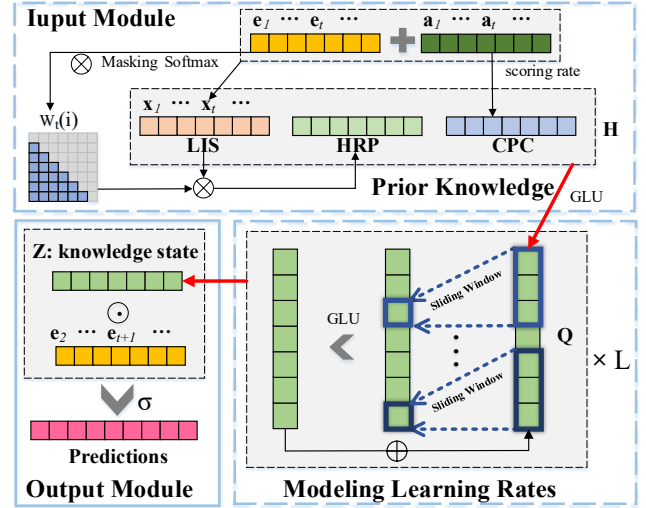 Iuput Module
e1 ··· et ···
a1 ··· at ···
Masking Softmax
scoring rate
Wt(i)
x1 ··· xt ···
LIS
HRP
CPC
H
Prior Knowledge
GLU
Z: knowledge state
e2 ··· et+1 ···
σ
Predictions
Output Module
GLU
Sliding Window
Q
Sliding Window
× L
Modeling Learning Rates